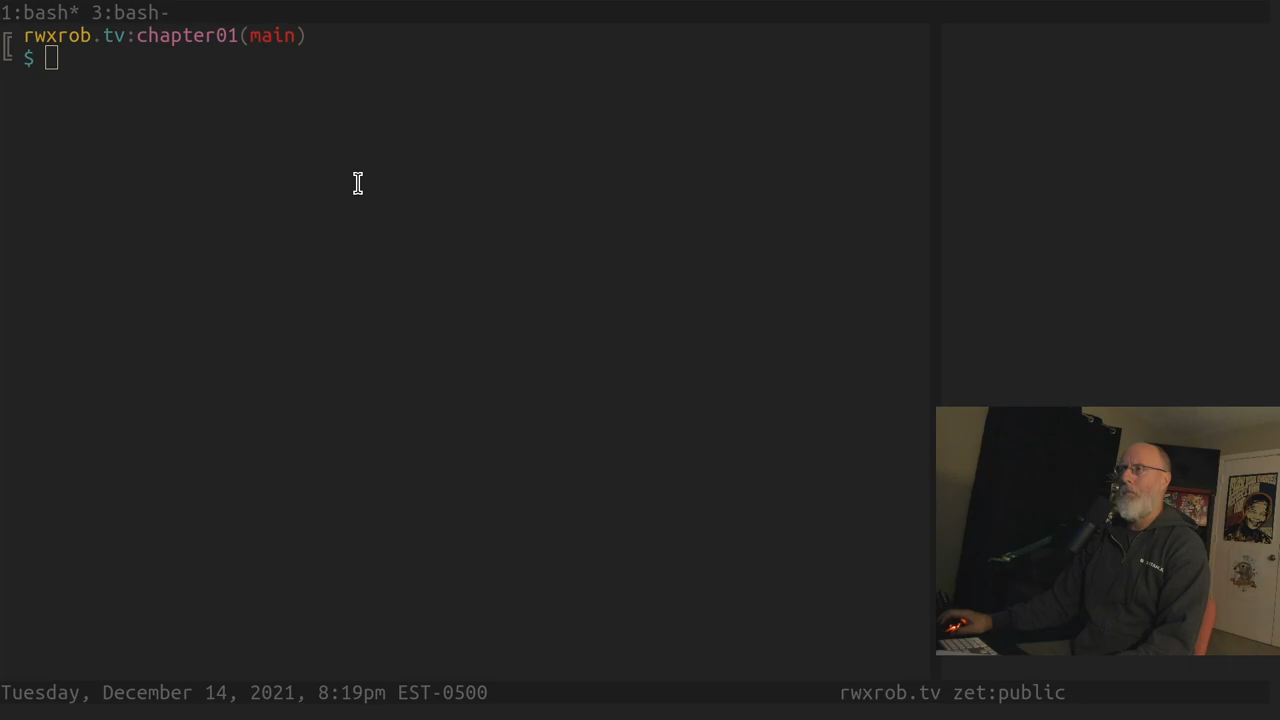 1:bash* 3:bash-
rwxrob.tv:chapter01(main)
$
Tuesday, December 14, 2021, 8:19pm EST-0500
rwxrob.tv zet:public